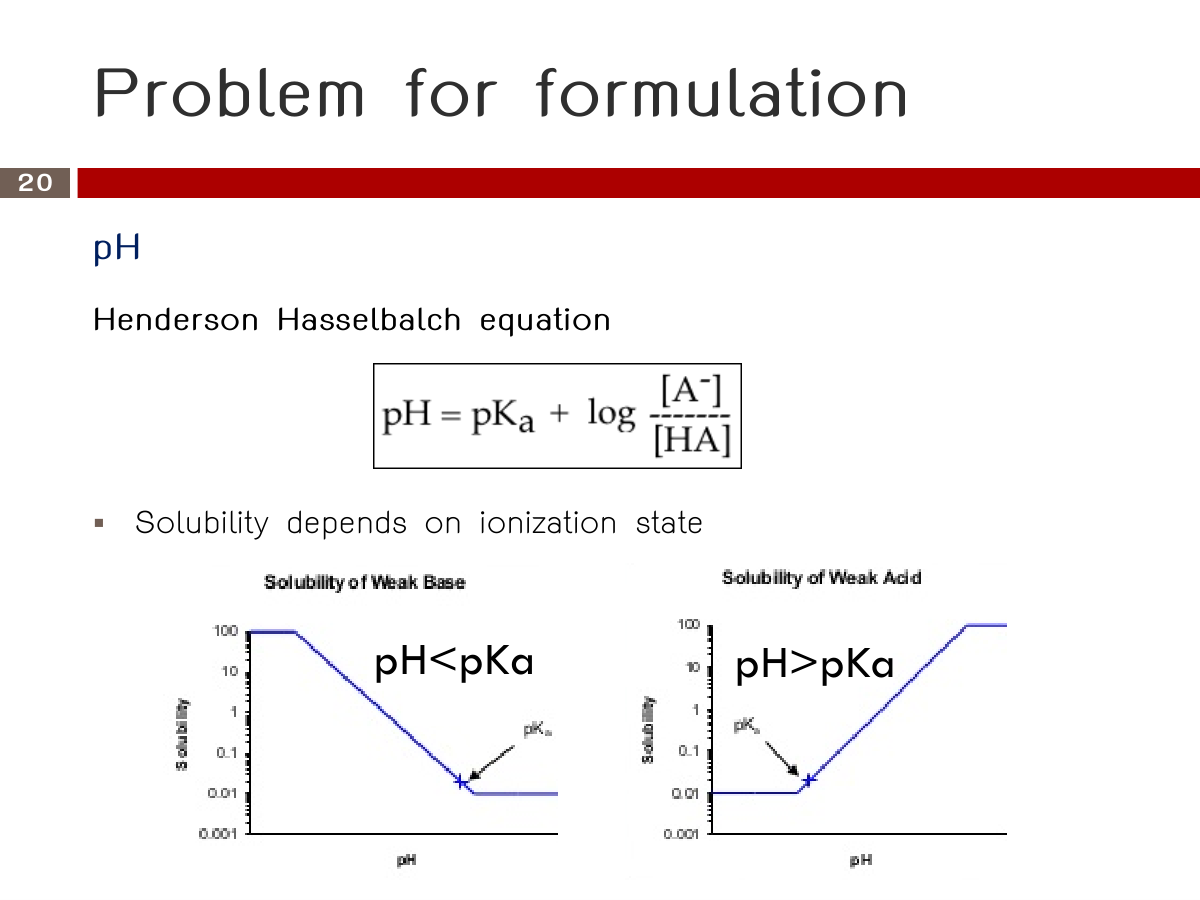 Problem for formulation
20
pH
Henderson Hasselbalch equation
pH = pKa + log [A-]
-------
[HA]
▪ Solubility depends on ionization state
Solubility of Weak Base
100
10
1
0.1
0.01
0.001
Solubility
pH<pKa
pKa
pH
Solubility of Weak Acid
100
10
1
0.1
0.01
0.001
Solubility
pH>pKa
pKa
pH